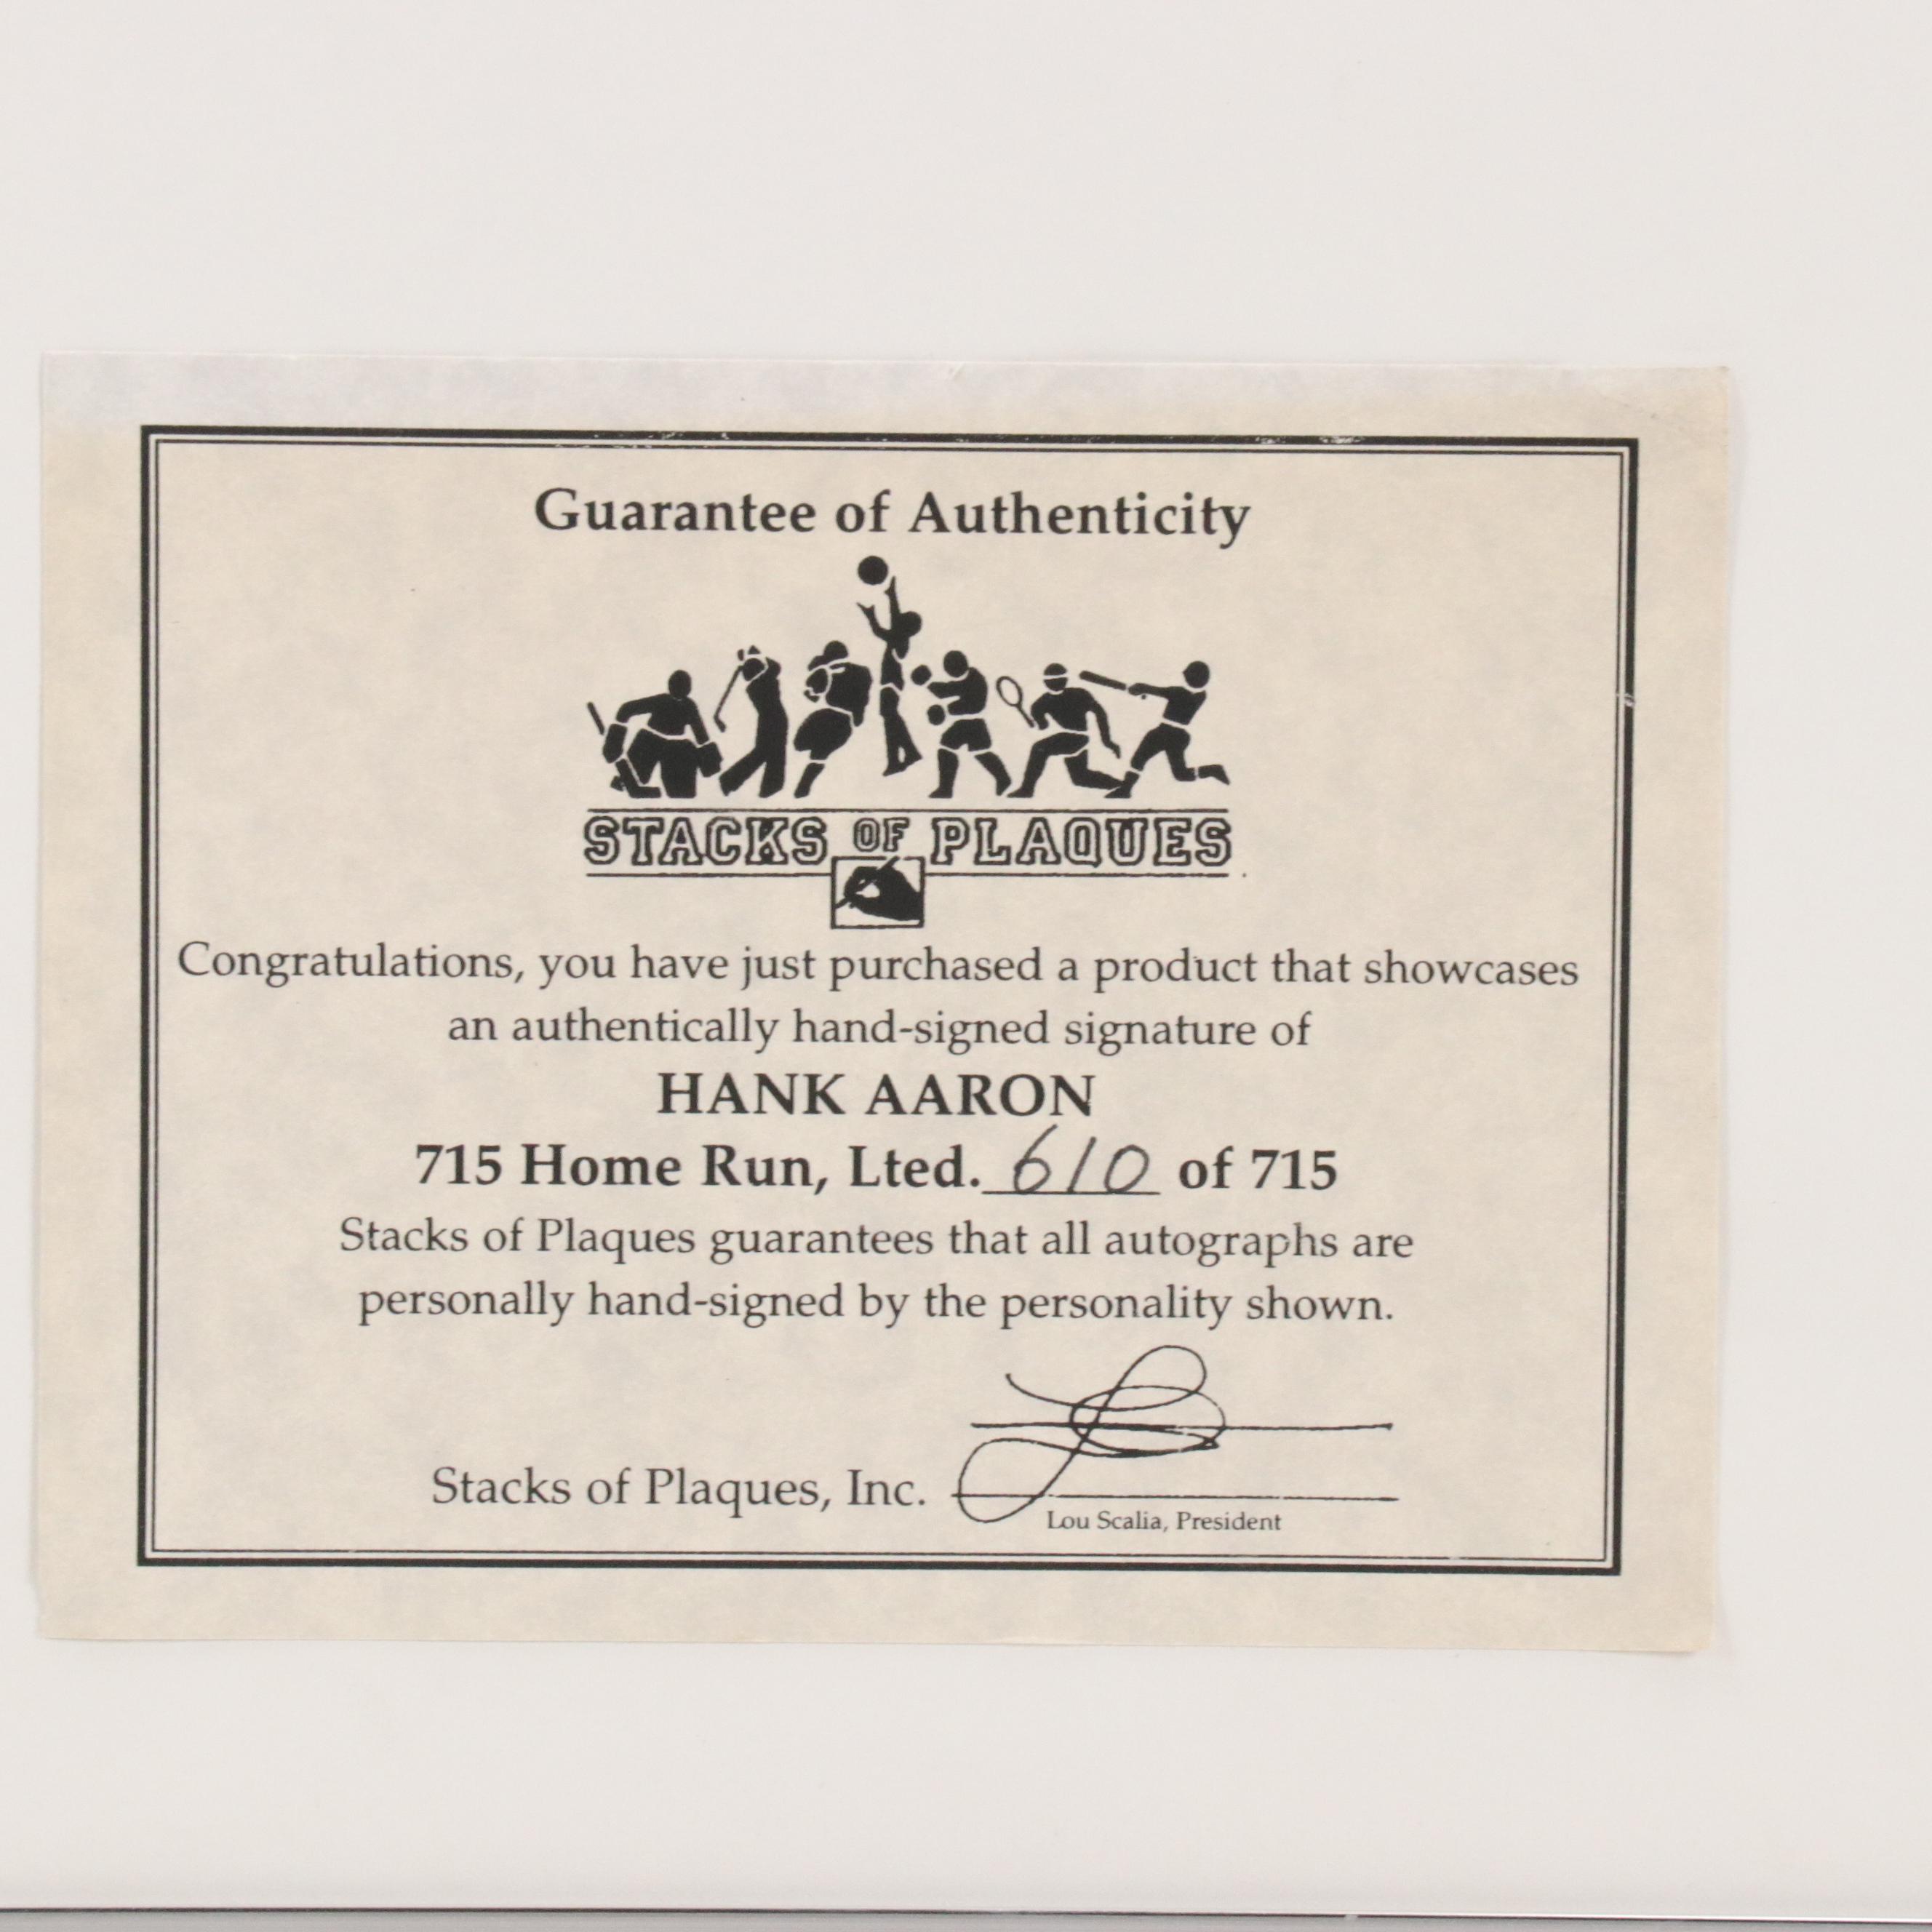 Guarantee of Authenticity
STACKS OF PLAQUES
Congratulations, you have just purchased a product that showcases
an authentically hand-signed signature of
HANK AARON
715 Home Run, Lted. 610 of 715
Stacks of Plaques guarantees that all autographs are
personally hand-signed by the personality shown.
Stacks of Plaques, Inc.
Lou Scalia, President